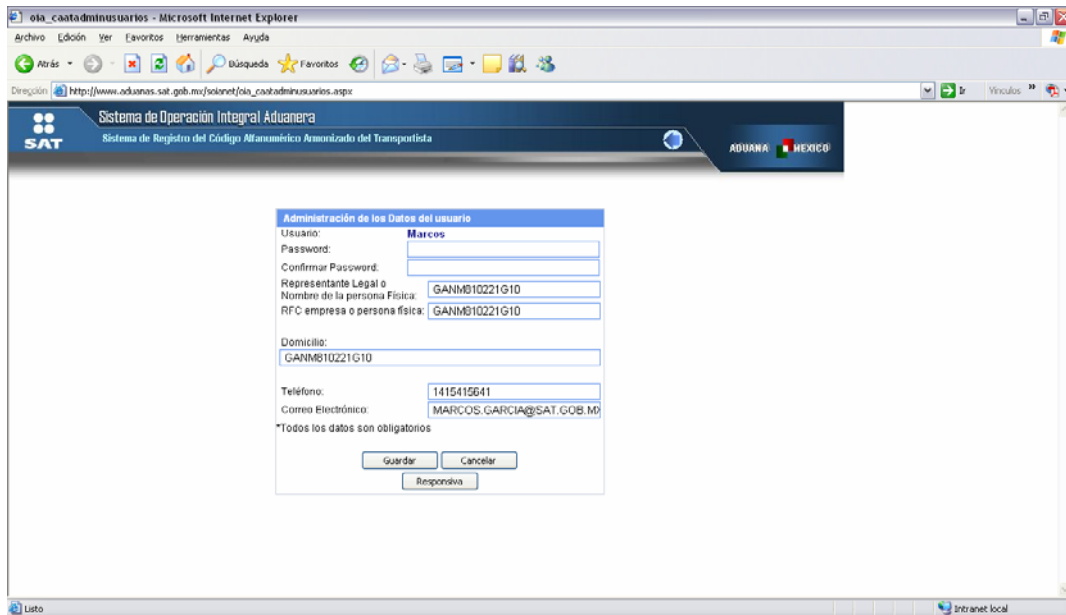 oia_caatadminusuarios - Microsoft Internet Explorer
Archivo Edición Ver Favoritos Herramientas Ayuda
Atrás Búsqueda Favoritos
Dirección http://www.aduanas.sat.gob.mx/soianet/oia_caatadminusuarios.aspx Ir Vínculos »
SAT
Sistema de Operación Integral Aduanera
Sistema de Registro del Código Alfanumérico Armonizado del Transportista
ADUANA MEXICO
Administración de los Datos del usuario
Usuario: Marcos
Password:
Confirmar Password:
Representante Legal o
Nombre de la persona Física: GANM810221G10
RFC empresa o persona física: GANM810221G10
Domicilio:
GANM810221G10
Teléfono: 1415415641
Correo Electrónico: MARCOS.GARCIA@SAT.GOB.MX
*Todos los datos son obligatorios
Guardar Cancelar
Responsiva
Listo Intranet local